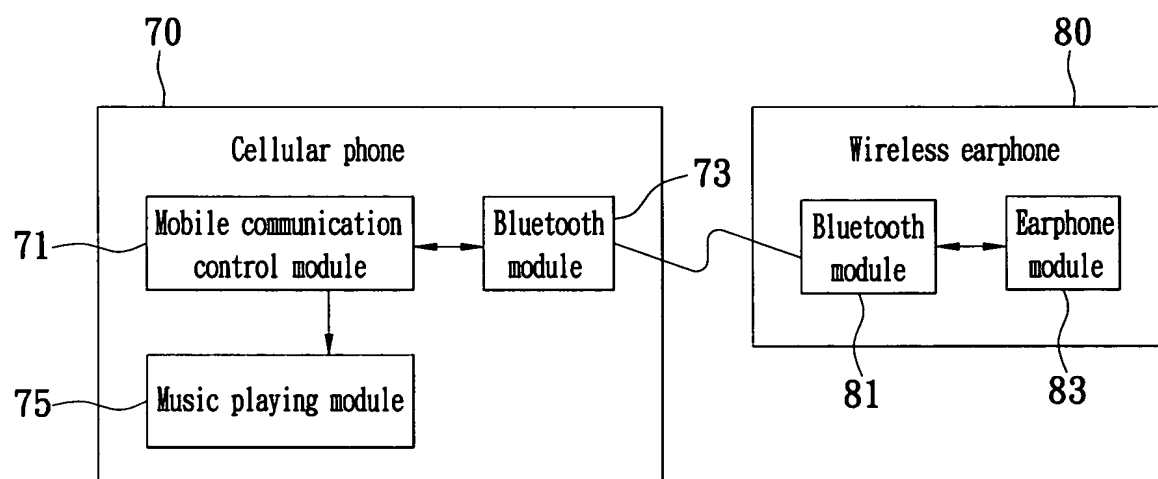 70
80
Cellular phone
Wireless earphone
73
71
Mobile communication
control module
Bluetooth
module
Bluetooth
module
Earphone
module
75
Music playing module
81
83